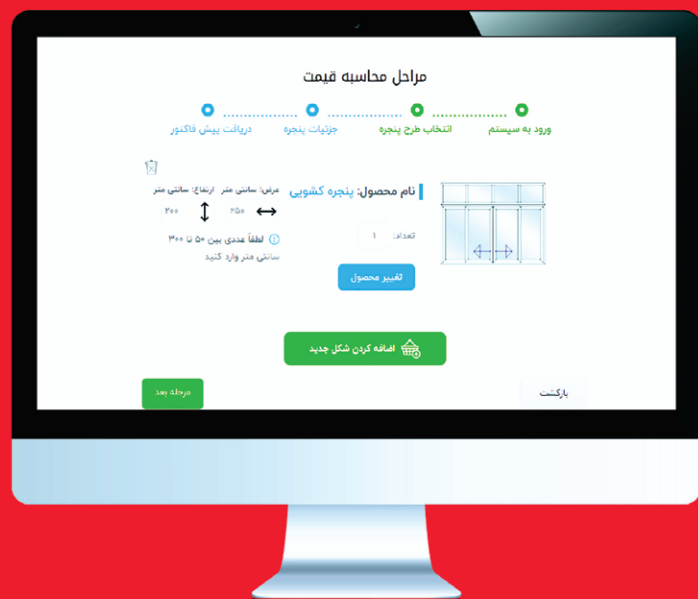 مراحل محاسبه قیمت
ورود به سیستم
انتخاب طرح پنجره
جزئیات پنجره
دریافت پیش فاکتور
نام محصول: پنجره کشویی
عرض: سانتی متر
ارتفاع: سانتی متر
۲۵۰
۲۰۰
تعداد: ۱
لطفاً عددی بین ۵۰ تا ۳۰۰
سانتی متر وارد کنید
تغییر محصول
اضافه کردن شکل جدید
بازگشت
مرحله بعد